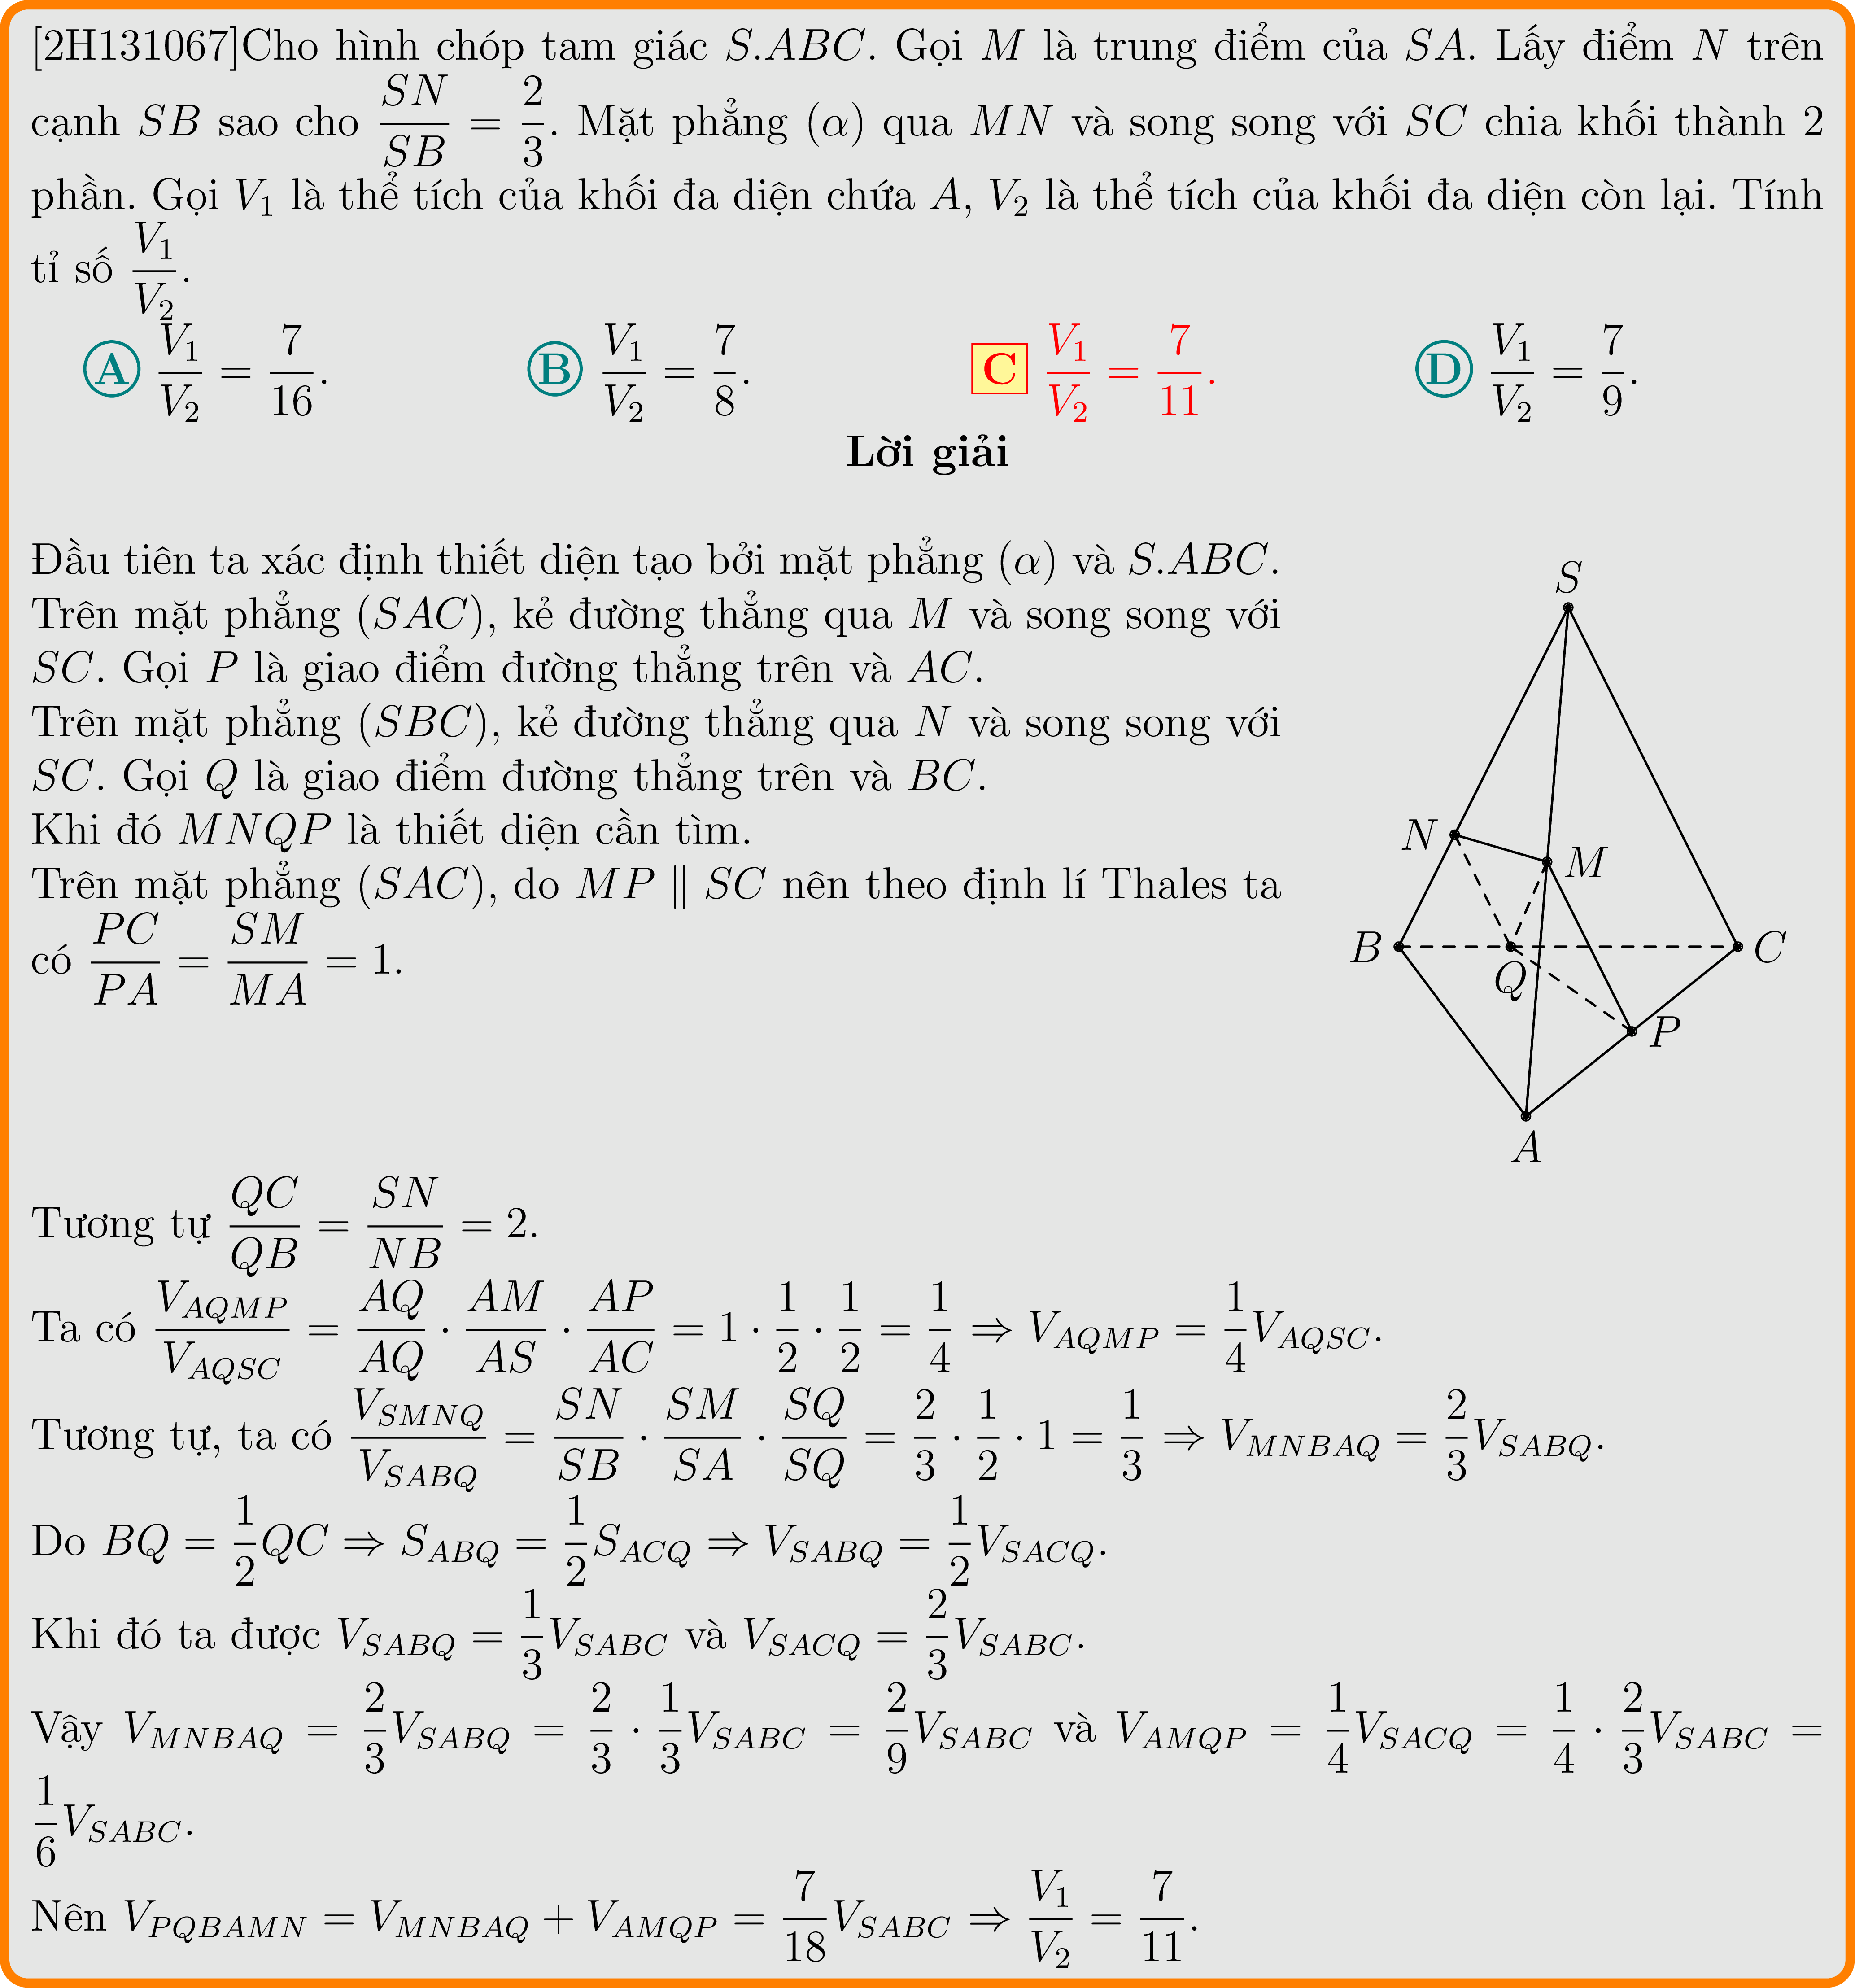 [2H131067]Cho hình chóp tam giác S.ABC. Gọi M là trung điểm của SA. Lấy điểm N trên
cạnh SB sao cho \frac{SN}{SB} = \frac{2}{3}. Mặt phẳng (α) qua MN và song song với SC chia khối thành 2
phần. Gọi V_1 là thể tích của khối đa diện chứa A, V_2 là thể tích của khối đa diện còn lại. Tính
tỉ số \frac{V_1}{V_2}.
A \frac{V_1}{V_2} = \frac{7}{16}. B \frac{V_1}{V_2} = \frac{7}{8}. C \frac{V_1}{V_2} = \frac{7}{11}. D \frac{V_1}{V_2} = \frac{7}{9}.
Lời giải
Đầu tiên ta xác định thiết diện tạo bởi mặt phẳng (α) và S.ABC.
Trên mặt phẳng (SAC), kẻ đường thẳng qua M và song song với
SC. Gọi P là giao điểm đường thẳng trên và AC.
Trên mặt phẳng (SBC), kẻ đường thẳng qua N và song song với
SC. Gọi Q là giao điểm đường thẳng trên và BC.
Khi đó MNQP là thiết diện cần tìm.
Trên mặt phẳng (SAC), do MP ∥ SC nên theo định lí Thales ta
có \frac{PC}{PA} = \frac{SM}{MA} = 1.
S
N
M
B
Q
C
P
A
Tương tự \frac{QC}{QB} = \frac{SN}{NB} = 2.
Ta có \frac{V_{AQMP}}{V_{AQSC}} = \frac{AQ}{AQ} · \frac{AM}{AS} · \frac{AP}{AC} = 1 · \frac{1}{2} · \frac{1}{2} = \frac{1}{4} ⇒ V_{AQMP} = \frac{1}{4}V_{AQSC}.
Tương tự, ta có \frac{V_{SMNQ}}{V_{SABQ}} = \frac{SN}{SB} · \frac{SM}{SA} · \frac{SQ}{SQ} = \frac{2}{3} · \frac{1}{2} · 1 = \frac{1}{3} ⇒ V_{MNBAQ} = \frac{2}{3}V_{SABQ}.
Do BQ = \frac{1}{2}QC ⇒ S_{ABQ} = \frac{1}{2}S_{ACQ} ⇒ V_{SABQ} = \frac{1}{2}V_{SACQ}.
Khi đó ta được V_{SABQ} = \frac{1}{3}V_{SABC} và V_{SACQ} = \frac{2}{3}V_{SABC}.
Vậy V_{MNBAQ} = \frac{2}{3}V_{SABQ} = \frac{2}{3} · \frac{1}{3}V_{SABC} = \frac{2}{9}V_{SABC} và V_{AMQP} = \frac{1}{4}V_{SACQ} = \frac{1}{4} · \frac{2}{3}V_{SABC} =
\frac{1}{6}V_{SABC}.
Nên V_{PQBAMN} = V_{MNBAQ} + V_{AMQP} = \frac{7}{18}V_{SABC} ⇒ \frac{V_1}{V_2} = \frac{7}{11}.